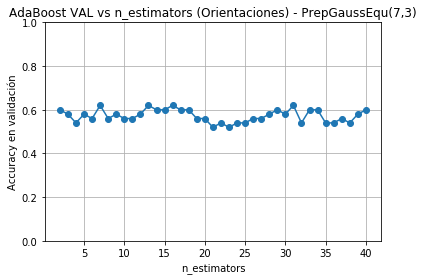 AdaBoost VAL vs n_estimators (Orientaciones) - PrepGaussEqu(7,3)
1.0
0.8
0.6
0.4
0.2
0.0
Accuracy en validación
5 10 15 20 25 30 35 40
n_estimators